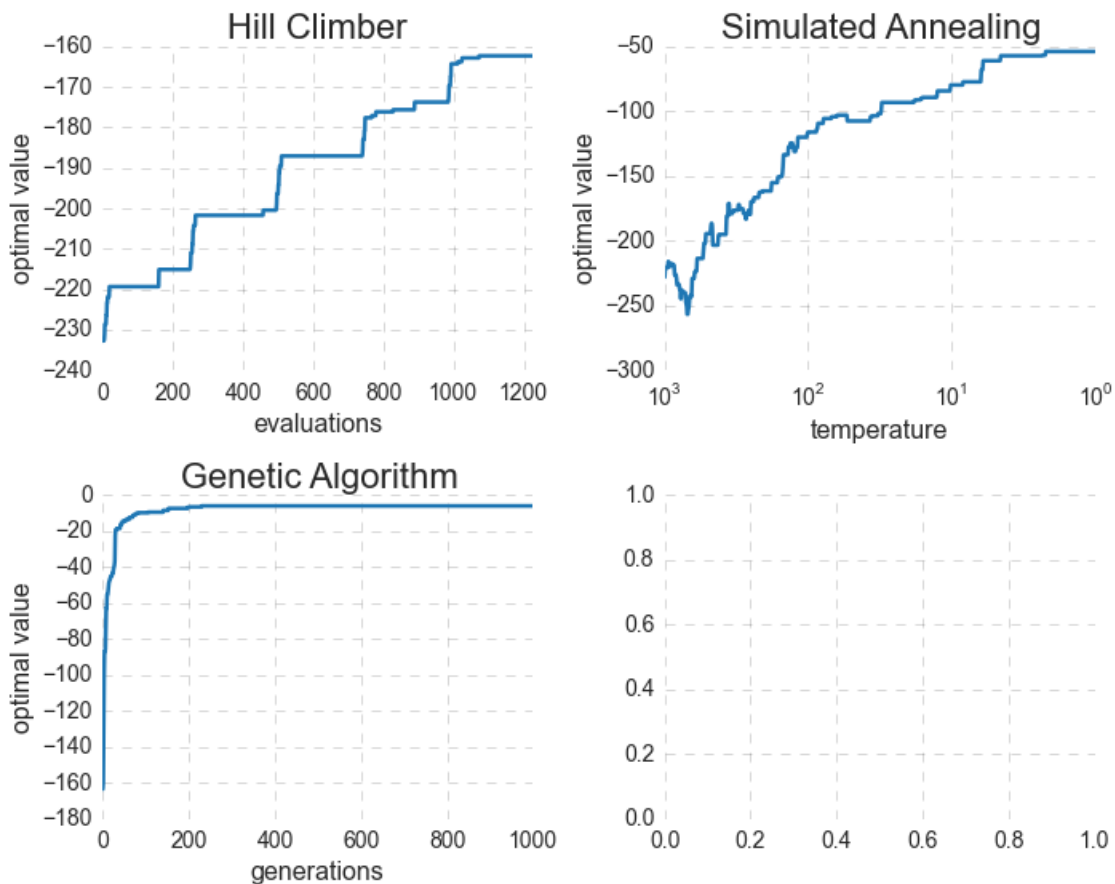 Hill Climber
−160
−170
−180
−190
−200
−210
−220
−230
−240
optimal value
0 200 400 600 800 1000 1200
evaluations
Simulated Annealing
−50
−100
−150
−200
−250
−300
optimal value
10³ 10² 10¹ 10⁰
temperature
Genetic Algorithm
0
−20
−40
−60
−80
−100
−120
−140
−160
−180
optimal value
0 200 400 600 800 1000
generations
1.0
0.8
0.6
0.4
0.2
0.0
0.0 0.2 0.4 0.6 0.8 1.0